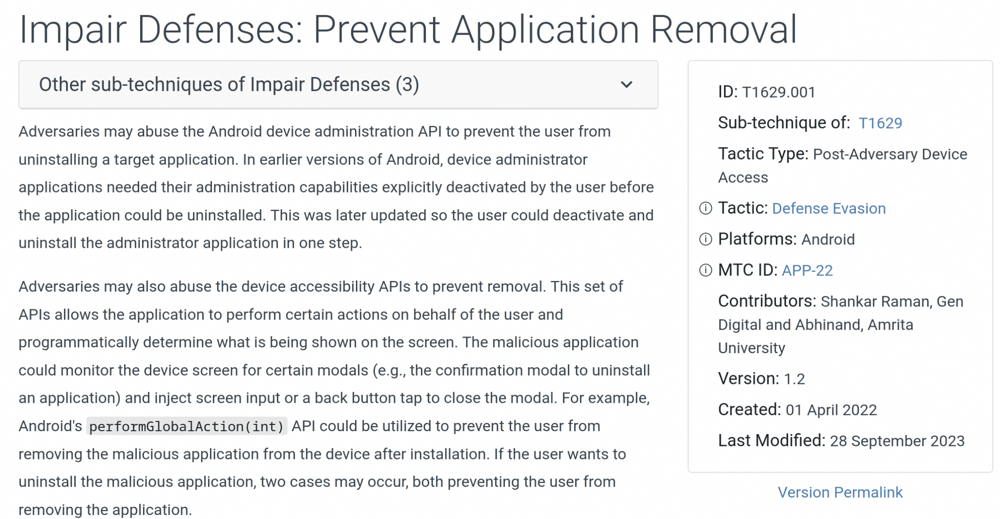 Impair Defenses: Prevent Application Removal
Other sub-techniques of Impair Defenses (3)
Adversaries may abuse the Android device administration API to prevent the user from
uninstalling a target application. In earlier versions of Android, device administrator
applications needed their administration capabilities explicitly deactivated by the user before
the application could be uninstalled. This was later updated so the user could deactivate and
uninstall the administrator application in one step.
Adversaries may also abuse the device accessibility APIs to prevent removal. This set of
APIs allows the application to perform certain actions on behalf of the user and
programmatically determine what is being shown on the screen. The malicious application
could monitor the device screen for certain modals (e.g., the confirmation modal to uninstall
an application) and inject screen input or a back button tap to close the modal. For example,
Android's performGlobalAction(int) API could be utilized to prevent the user from
removing the malicious application from the device after installation. If the user wants to
uninstall the malicious application, two cases may occur, both preventing the user from
removing the application.
ID: T1629.001
Sub-technique of: T1629
Tactic Type: Post-Adversary Device
Access
Tactic: Defense Evasion
Platforms: Android
MTC ID: APP-22
Contributors: Shankar Raman, Gen
Digital and Abhinand, Amrita
University
Version: 1.2
Created: 01 April 2022
Last Modified: 28 September 2023
Version Permalink